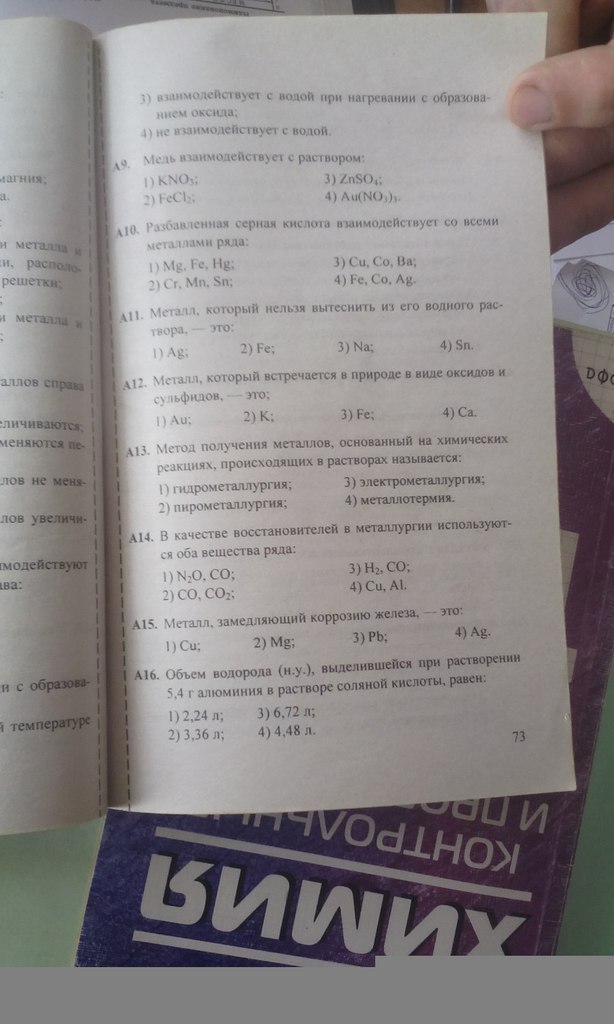 3) взаимодействует с водой при нагревании с образова-
нием оксида;
4) не взаимодействует с водой.
А9. Медь взаимодействует с раствором:
1) KNO₃; 3) ZnSO₄;
2) FeCl₂; 4) Au(NO₃)₃.
А10. Разбавленная серная кислота взаимодействует со всеми
металлами ряда:
1) Mg, Fe, Hg; 3) Cu, Co, Ba;
2) Cr, Mn, Sn; 4) Fe, Co, Ag.
А11. Металл, который нельзя вытеснить из его водного рас-
твора, — это:
1) Ag; 2) Fe; 3) Na; 4) Sn.
А12. Металл, который встречается в природе в виде оксидов и
сульфидов, — это;
1) Au; 2) K; 3) Fe; 4) Ca.
А13. Метод получения металлов, основанный на химических
реакциях, происходящих в растворах называется:
1) гидрометаллургия; 3) электрометаллургия;
2) пирометаллургия; 4) металлотермия.
А14. В качестве восстановителей в металлургии используют-
ся оба вещества ряда:
1) N₂O, CO; 3) H₂, CO;
2) CO, CO₂; 4) Cu, Al.
А15. Металл, замедляющий коррозию железа, — это:
1) Cu; 2) Mg; 3) Pb; 4) Ag.
А16. Объем водорода (н.у.), выделившейся при растворении
5,4 г алюминия в растворе соляной кислоты, равен:
1) 2,24 л; 3) 6,72 л;
2) 3,36 л; 4) 4,48 л.
73
магния;
и металла и
решетки;
и металла и
таллов справа
еличиваются;
меняются пе-
лов не меня-
лов увеличи-
имодействуют
ва:
и с образова-
й температуре
ХИМИЯ